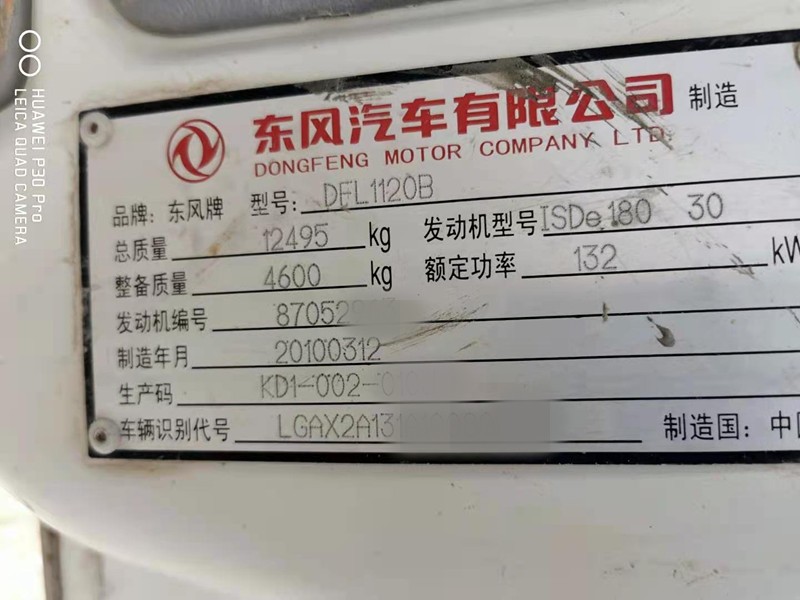 HUAWEI P30 Pro
LEICA QUAD CAMERA
东风汽车有限公司 制造
DONGFENG MOTOR COMPANY LTD.
品牌: 东风牌 型号: DFL1120B
总质量 12495 kg 发动机型号 ISDe 180 30
整备质量 4600 kg 额定功率 132 kW
发动机编号 87052
制造年月 20100312
生产码 KD1-002-
车辆识别代号 LGAX2A13
制造国: 中国